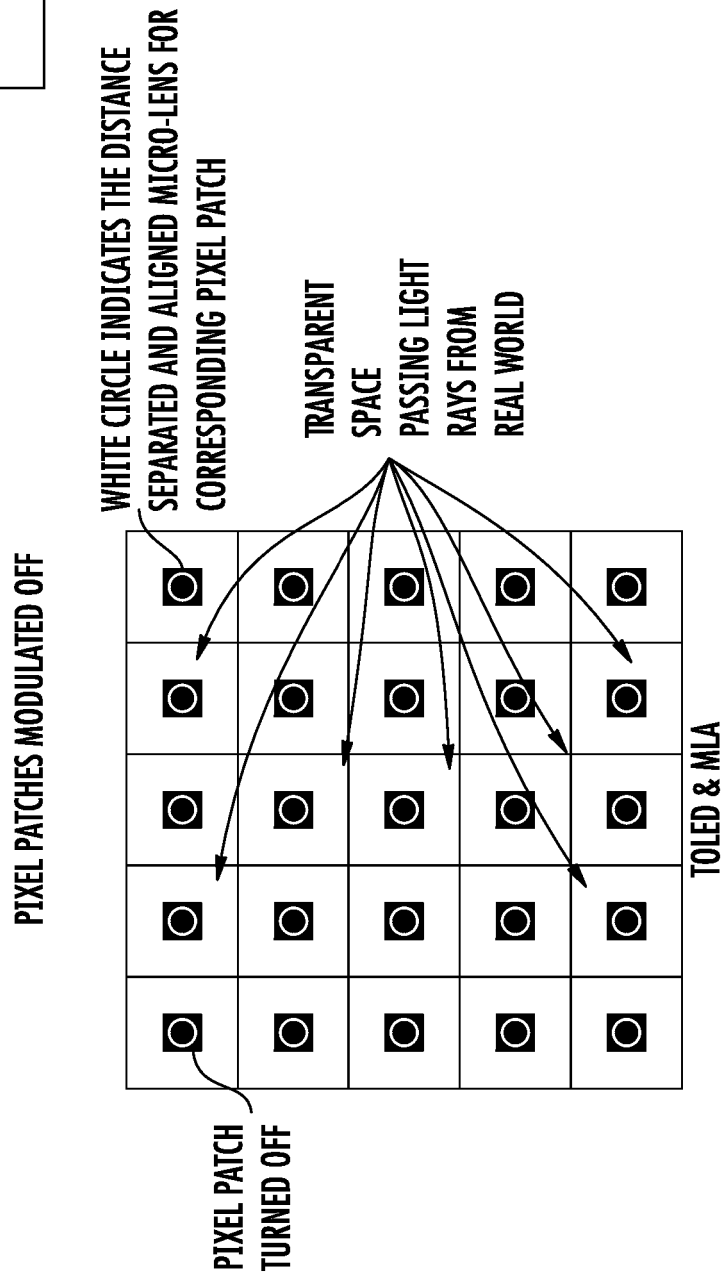 PIXEL PATCHES MODULATED OFF
WHITE CIRCLE INDICATES THE DISTANCE
SEPARATED AND ALIGNED MICRO-LENS FOR
CORRESPONDING PIXEL PATCH
TRANSPARENT
SPACE
PASSING LIGHT
RAYS FROM
REAL WORLD
PIXEL PATCH
TURNED OFF
TOLED & MLA